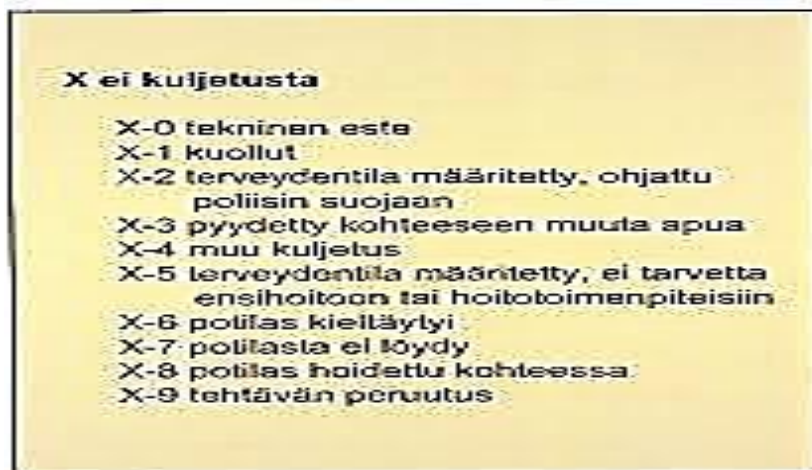 X ei kuljetusta
X-0 tekninen este
X-1 kuollut
X-2 terveydentila määritetty, ohjattu
poliisin suojaan
X-3 pyydetty kohteeseen muuta apua
X-4 muu kuljetus
X-5 terveydentila määritetty, ei tarvetta
ensihoitoon tai hoitotoimenpiteisiin
X-6 potilas kieltäytyi
X-7 potilasta ei löydy
X-8 potilas hoidettu kohteessa
X-9 tehtävän peruutus